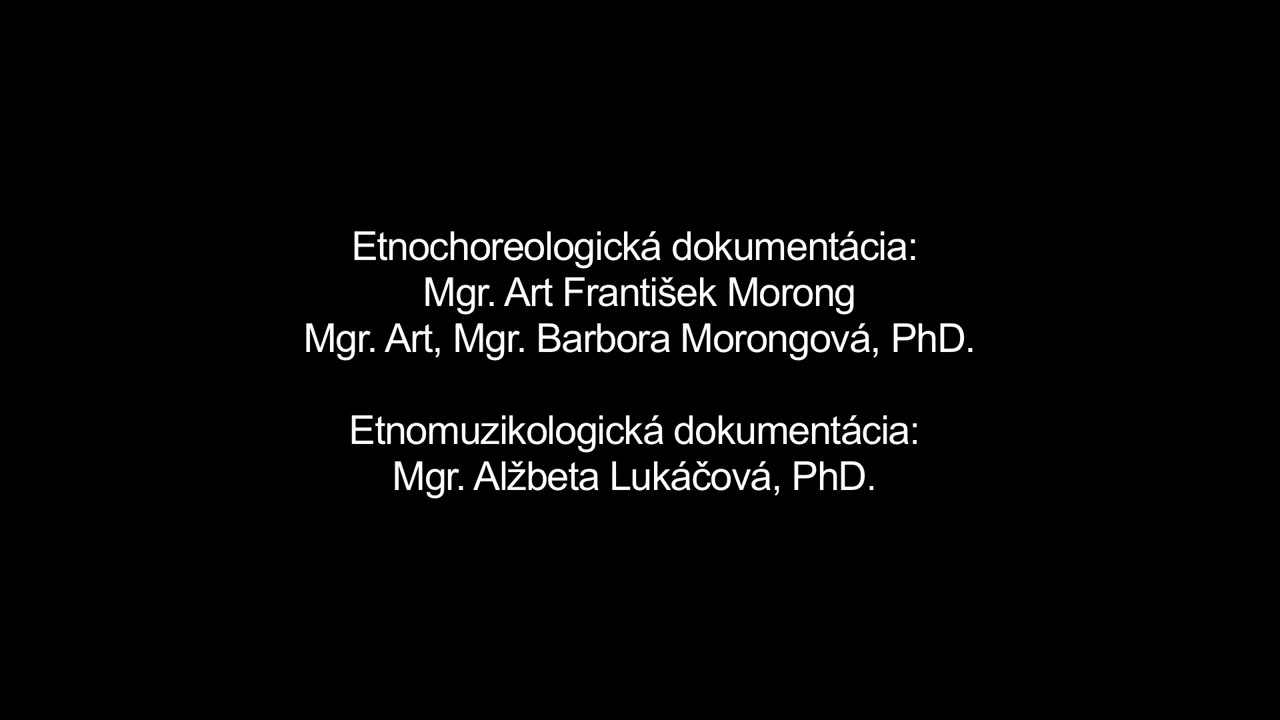 Etnochoreologická dokumentácia:
Mgr. Art František Morong
Mgr. Art, Mgr. Barbora Morongová, PhD.
Etnomuzikologická dokumentácia:
Mgr. Alžbeta Lukáčová, PhD.